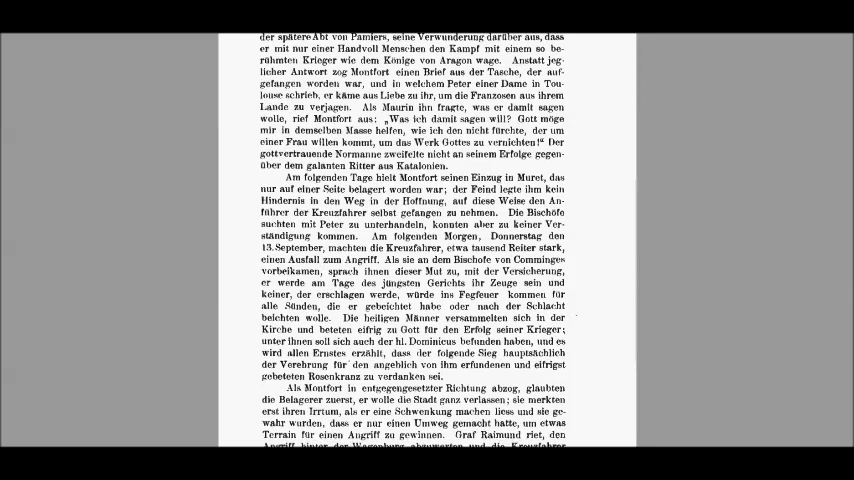 der spätere Abt von Pamiers, seine Verwunderung darüber aus, dass
er mit nur einer Handvoll Menschen den Kampf mit einem so be-
rühmten Krieger wie dem Könige von Aragon wage. Anstatt jeg-
licher Antwort zog Montfort einen Brief aus der Tasche, der auf-
gefangen worden war, und in welchem Peter einer Dame in Tou-
louse schrieb, er käme aus Liebe zu ihr, um die Franzosen aus ihrem
Lande zu verjagen. Als Maurin ihn fragte, was er damit sagen
wolle, rief Montfort aus: „Was ich damit sagen will? Gott möge
mir in demselben Masse helfen, wie ich den nicht fürchte, der um
einer Frau willen kommt, um das Werk Gottes zu vernichten!“ Der
gottvertrauende Normanne zweifelte nicht an seinem Erfolge gegen-
über dem galanten Ritter aus Katalonien.
Am folgenden Tage hielt Montfort seinen Einzug in Muret, das
nur auf einer Seite belagert worden war; der Feind legte ihm kein
Hindernis in den Weg in der Hoffnung, auf diese Weise den An-
führer der Kreuzfahrer selbst gefangen zu nehmen. Die Bischöfe
suchten mit Peter zu unterhandeln, konnten aber zu keiner Ver-
ständigung kommen. Am folgenden Morgen, Donnerstag den
13. September, machten die Kreuzfahrer, etwa tausend Reiter stark,
einen Ausfall zum Angriff. Als sie an dem Bischofe von Comminges
vorbeikamen, sprach ihnen dieser Mut zu, mit der Versicherung,
er werde am Tage des jüngsten Gerichts ihr Zeuge sein und
keiner, der erschlagen werde, würde ins Fegfeuer kommen für
alle Sünden, die er gebeichtet habe oder nach der Schlacht
beichten wolle. Die heiligen Männer versammelten sich in der
Kirche und beteten eifrig zu Gott für den Erfolg seiner Krieger;
unter ihnen soll sich auch der hl. Dominicus befunden haben, und es
wird allen Ernstes erzählt, dass der folgende Sieg hauptsächlich
der Verehrung für den angeblich von ihm erfundenen und eifrigst
gebeteten Rosenkranz zu verdanken sei.
Als Montfort in entgegengesetzter Richtung abzog, glaubten
die Belagerer zuerst, er wolle die Stadt ganz verlassen; sie merkten
erst ihren Irrtum, als er eine Schwenkung machen liess und sie ge-
wahr wurden, dass er nur einen Umweg gemacht hatte, um etwas
Terrain für einen Angriff zu gewinnen. Graf Raimund riet, den
Angriff hinter der Wagenburg abzuwarten und die Kreuzfahrer